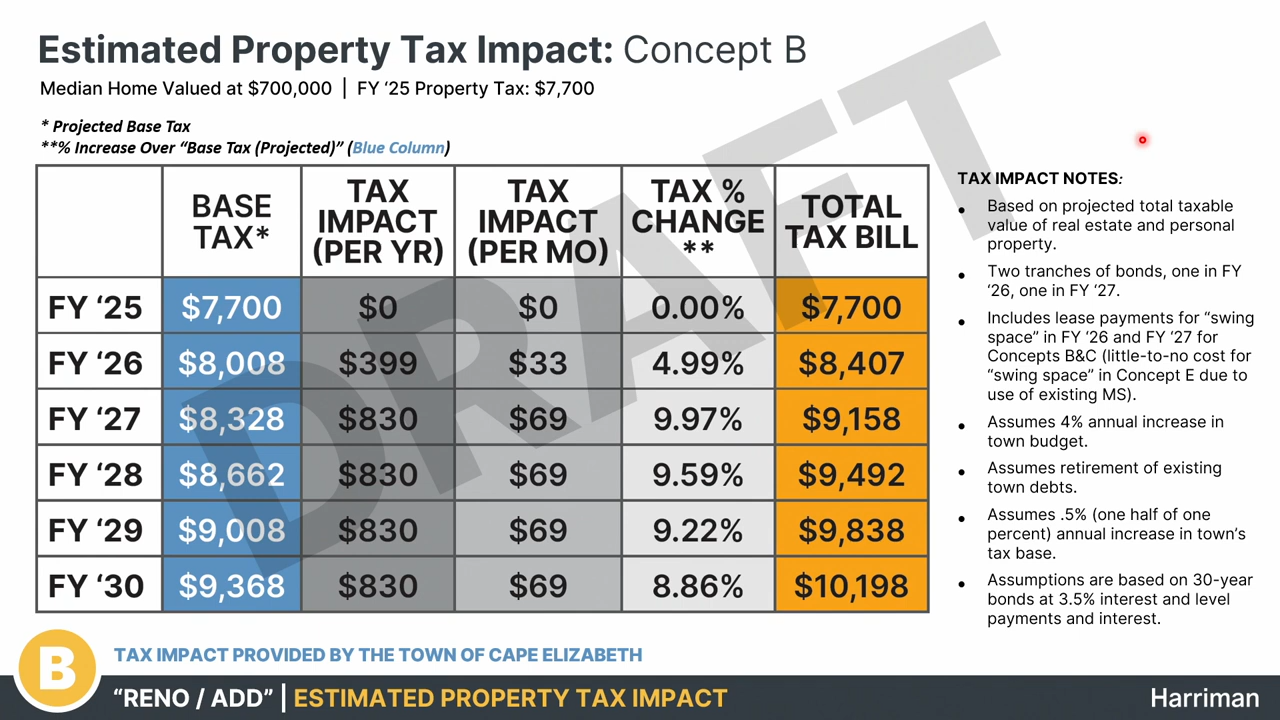 Estimated Property Tax Impact: Concept B
Median Home Valued at $700,000 | FY ‘25 Property Tax: $7,700
* Projected Base Tax
**% Increase Over “Base Tax (Projected)” (Blue Column)
BASE TAX* TAX IMPACT (PER YR) TAX IMPACT (PER MO) TAX % CHANGE ** TOTAL TAX BILL
FY ‘25 $7,700 $0 $0 0.00% $7,700
FY ‘26 $8,008 $399 $33 4.99% $8,407
FY ‘27 $8,328 $830 $69 9.97% $9,158
FY ‘28 $8,662 $830 $69 9.59% $9,492
FY ‘29 $9,008 $830 $69 9.22% $9,838
FY ‘30 $9,368 $830 $69 8.86% $10,198
DRAFT
TAX IMPACT NOTES:
• Based on projected total taxable
value of real estate and personal
property.
• Two tranches of bonds, one in FY
‘26, one in FY ‘27.
• Includes lease payments for “swing
space” in FY ‘26 and FY ‘27 for
Concepts B&C (little-to-no cost for
“swing space” in Concept E due to
use of existing MS).
• Assumes 4% annual increase in
town budget.
• Assumes retirement of existing
town debts.
• Assumes .5% (one half of one
percent) annual increase in town’s
tax base.
• Assumptions are based on 30-year
bonds at 3.5% interest and level
payments and interest.
B
TAX IMPACT PROVIDED BY THE TOWN OF CAPE ELIZABETH
“RENO / ADD” | ESTIMATED PROPERTY TAX IMPACT
Harriman